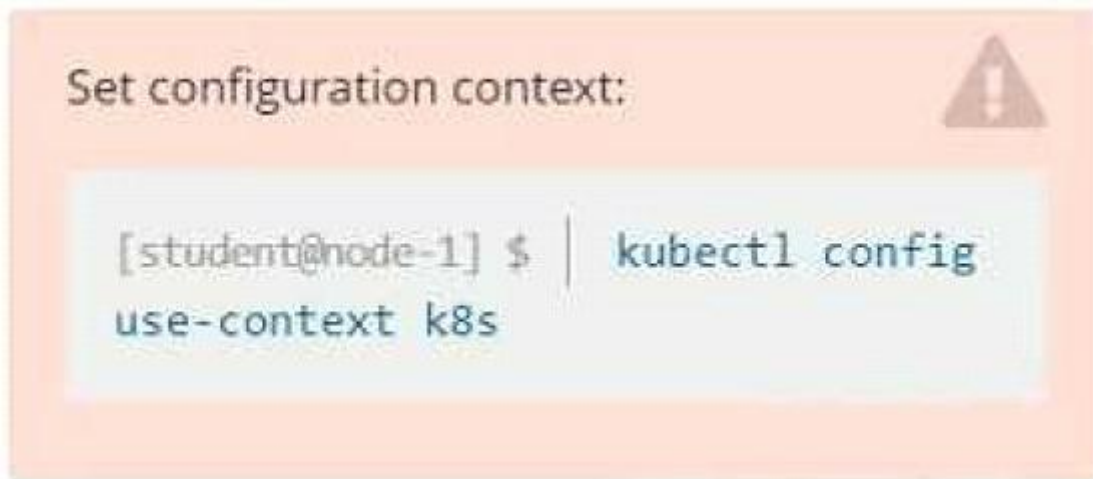 Set configuration context:
[student@node-1] $ | kubectl config
use-context k8s